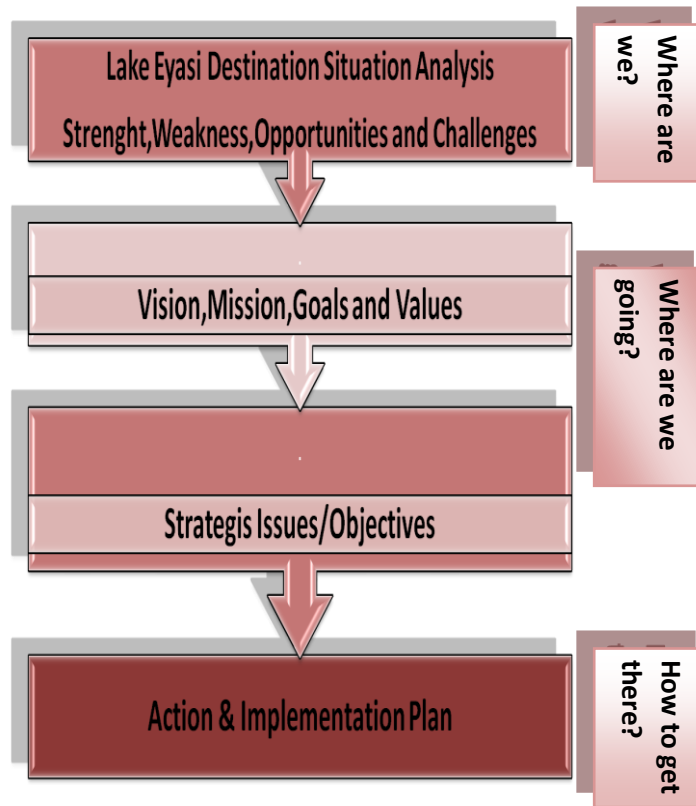 Lake Eyasi Destination Situation Analysis
Strenght,Weakness,Opportunities and Challenges
Where are
we?
.
Vision,Mission,Goals and Values
Where are we
going?
.
Strategis Issues/Objectives
Action & Implementation Plan
How to get
there?